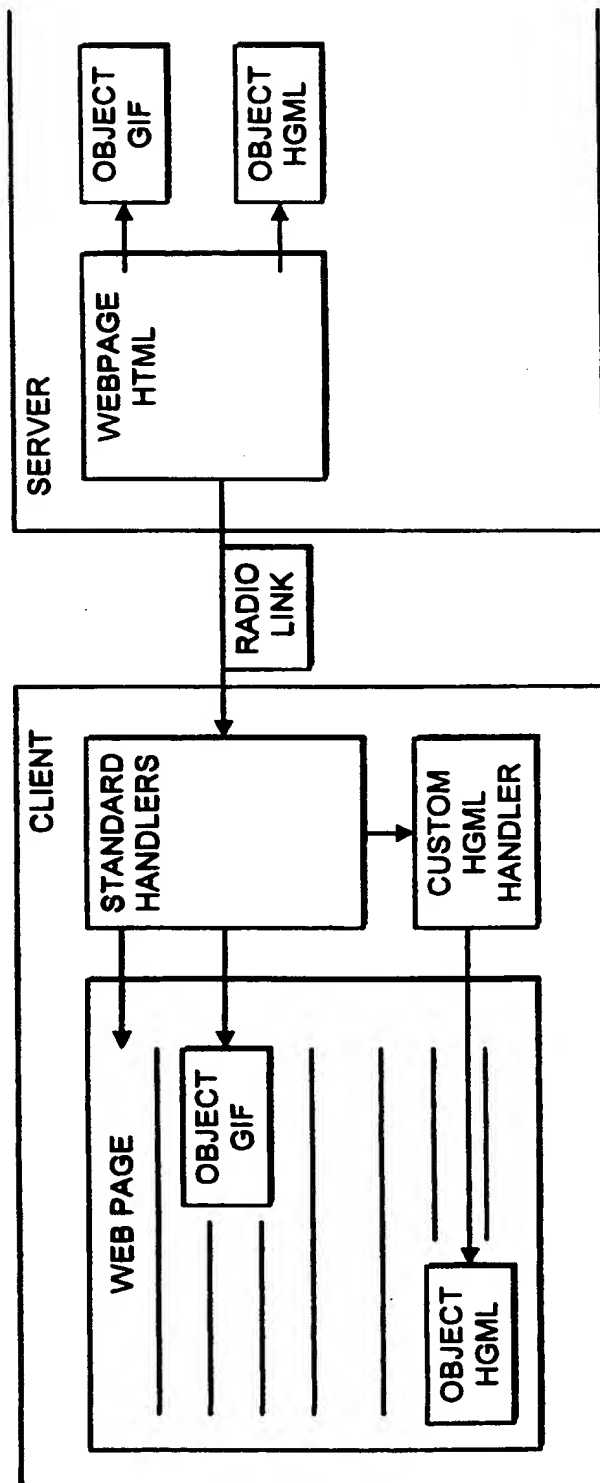 CLIENT
WEB PAGE
OBJECT
GIF
OBJECT
HGML
STANDARD
HANDLERS
CUSTOM
HGML
HANDLER
RADIO
LINK
SERVER
WEBPAGE
HTML
OBJECT
GIF
OBJECT
HGML